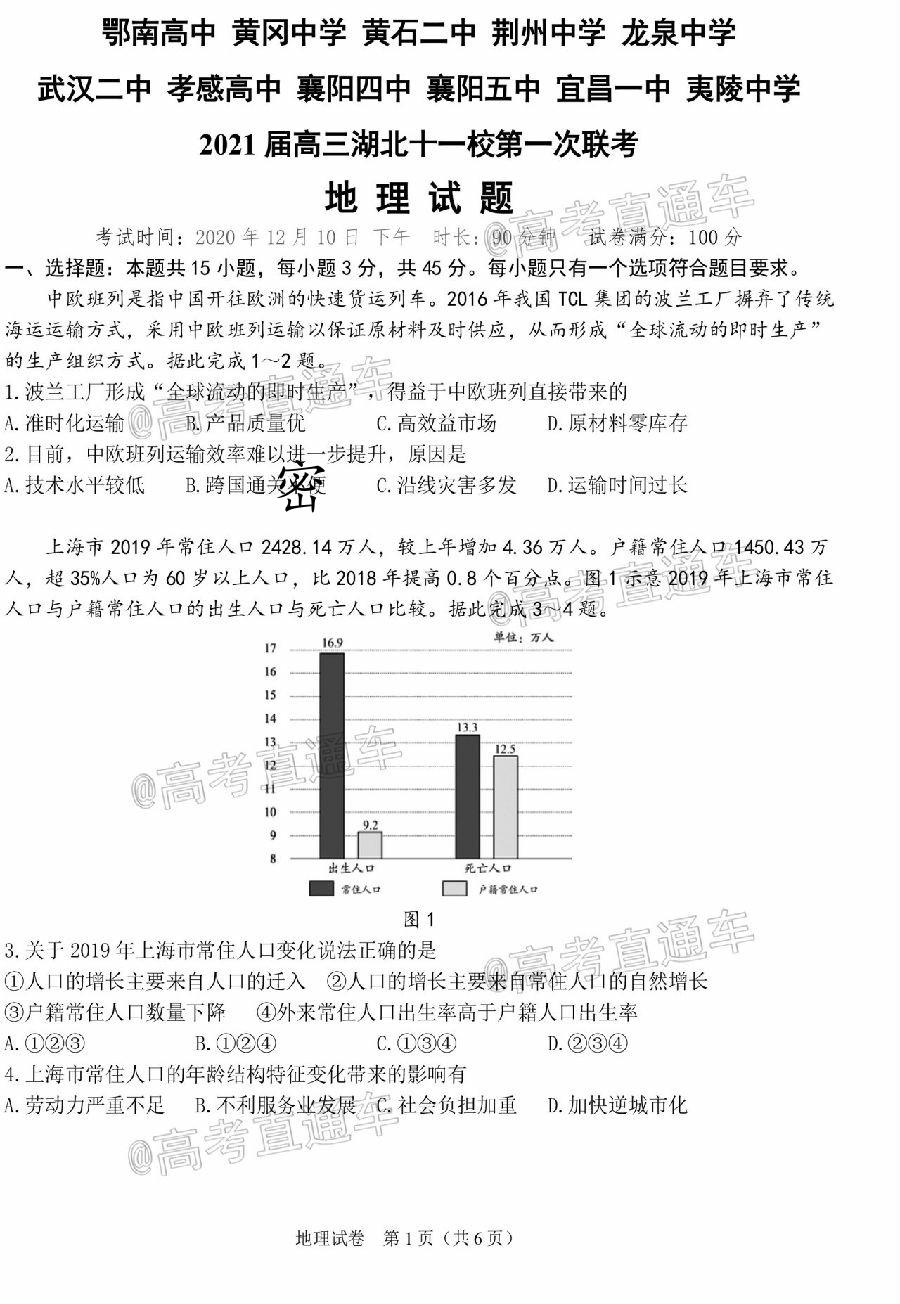 鄂南高中 黄冈中学 黄石二中 荆州中学 龙泉中学
武汉二中 孝感高中 襄阳四中 襄阳五中 宜昌一中 夷陵中学
2021 届高三湖北十一校第一次联考
地 理 试 题
考试时间：2020 年 12 月 10 日 下午 时长：90 分钟 试卷满分：100 分
一、选择题：本题共 15 小题，每小题 3 分，共 45 分。每小题只有一个选项符合题目要求。
中欧班列是指中国开往欧洲的快速货运列车。2016 年我国 TCL 集团的波兰工厂摒弃了传统
海运运输方式，采用中欧班列运输以保证原材料及时供应，从而形成“全球流动的即时生产”
的生产组织方式。据此完成 1～2 题。
1. 波兰工厂形成“全球流动的即时生产”，得益于中欧班列直接带来的
A. 准时化运输 B. 产品质量优 C. 高效益市场 D. 原材料零库存
2. 目前，中欧班列运输效率难以进一步提升，原因是
A. 技术水平较低 B. 跨国通关 便 C. 沿线灾害多发 D. 运输时间过长
密
上海市 2019 年常住人口 2428.14 万人，较上年增加 4.36 万人。户籍常住人口 1450.43 万
人，超 35%人口为 60 岁以上人口，比 2018 年提高 0.8 个百分点。图 1 示意 2019 年上海市常住
人口与户籍常住人口的出生人口与死亡人口比较。据此完成 3～4 题。
单位：万人
17
16
15
14
13
12
11
10
9
8
16.9
9.2
13.3
12.5
出生人口 死亡人口
常住人口 户籍常住人口
图 1
3. 关于 2019 年上海市常住人口变化说法正确的是
①人口的增长主要来自人口的迁入 ②人口的增长主要来自常住人口的自然增长
③户籍常住人口数量下降 ④外来常住人口出生率高于户籍人口出生率
A. ①②③ B. ①②④ C. ①③④ D. ②③④
4. 上海市常住人口的年龄结构特征变化带来的影响有
A. 劳动力严重不足 B. 不利服务业发展 C. 社会负担加重 D. 加快逆城市化
地理试卷 第 1 页（共 6 页）
@高考直通车
@高考直通车
@高考直通车
@高考直通车
@高考直通车
@高考直通车